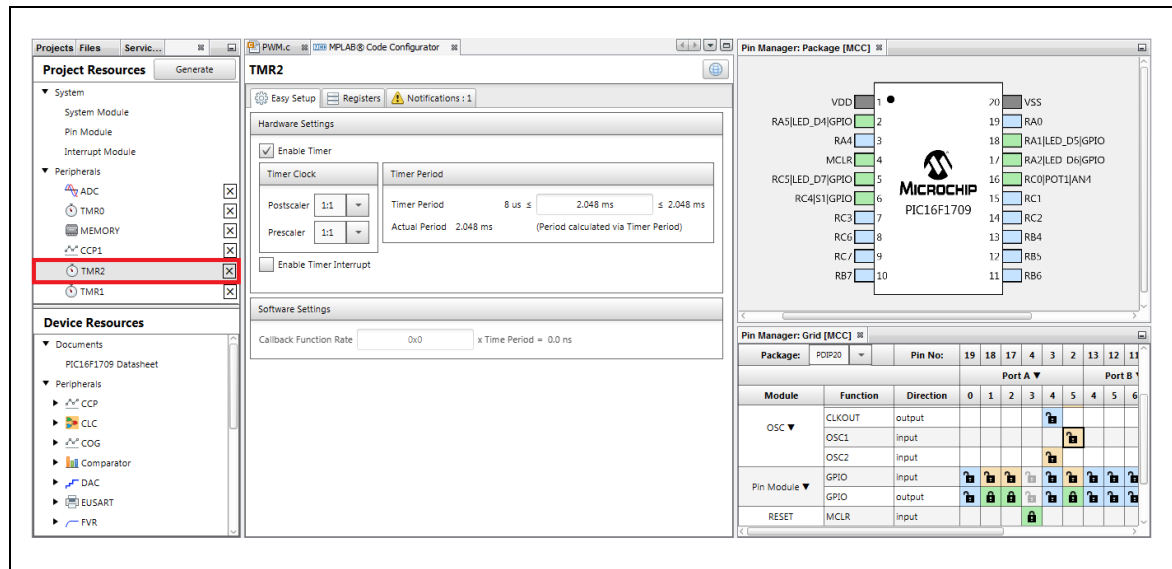 Projects Files Servic...
Project Resources Generate
System
System Module
Pin Module
Interrupt Module
Peripherals
ADC
TMR0
MEMORY
CCP1
TMR2
TMR1
Device Resources
Documents
PIC16F1709 Datasheet
Peripherals
CCP
CLC
COG
Comparator
DAC
EUSART
FVR
PWM.c MPLAB® Code Configurator
TMR2
Easy Setup Registers Notifications : 1
Hardware Settings
Enable Timer
Timer Clock
Postscaler 1:1
Prescaler 1:1
Timer Period
Timer Period 8 us ≤ 2.048 ms ≤ 2.048 ms
Actual Period 2.048 ms (Period calculated via Timer Period)
Enable Timer Interrupt
Software Settings
Callback Function Rate 0x0 x Time Period = 0.0 ns
Pin Manager: Package [MCC]
VDD 1 20 VSS
RA5|LED_D4|GPIO 2 19 RA0
RA4 3 18 RA1|LED_D5|GPIO
MCLR 4 17 RA2|LED_D6|GPIO
RC5|LED_D7|GPIO 5 16 RC0|POT1|AN4
RC4|S1|GPIO 6 15 RC1
RC3 7 14 RC2
RC6 8 13 RB4
RC7 9 12 RB5
RB7 10 11 RB6
MICROCHIP
PIC16F1709
Pin Manager: Grid [MCC]
Package: PDIP20 Pin No: 19 18 17 4 3 2 13 12 11
Port A ▼ Port B
Module Function Direction 0 1 2 3 4 5 4 5 6
OSC ▼
CLKOUT output
OSC1 input
OSC2 input
Pin Module ▼
GPIO input
GPIO output
RESET MCLR input